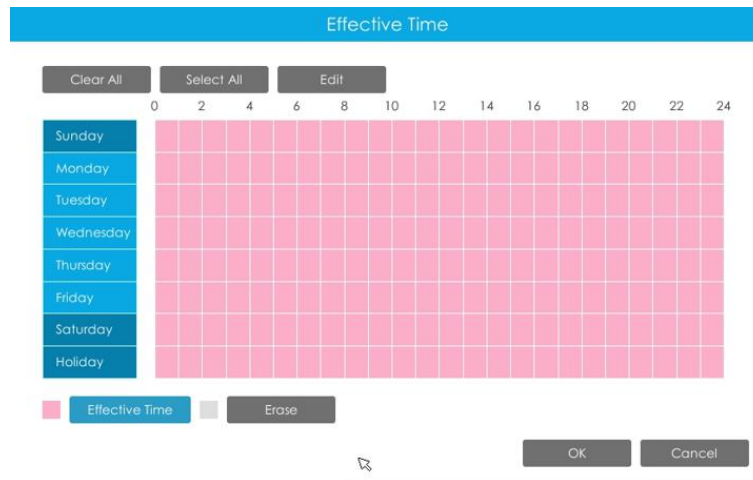 Effective Time
Clear All Select All Edit
0 2 4 6 8 10 12 14 16 18 20 22 24
Sunday
Monday
Tuesday
Wednesday
Thursday
Friday
Saturday
Holiday
Effective Time Erase
OK Cancel